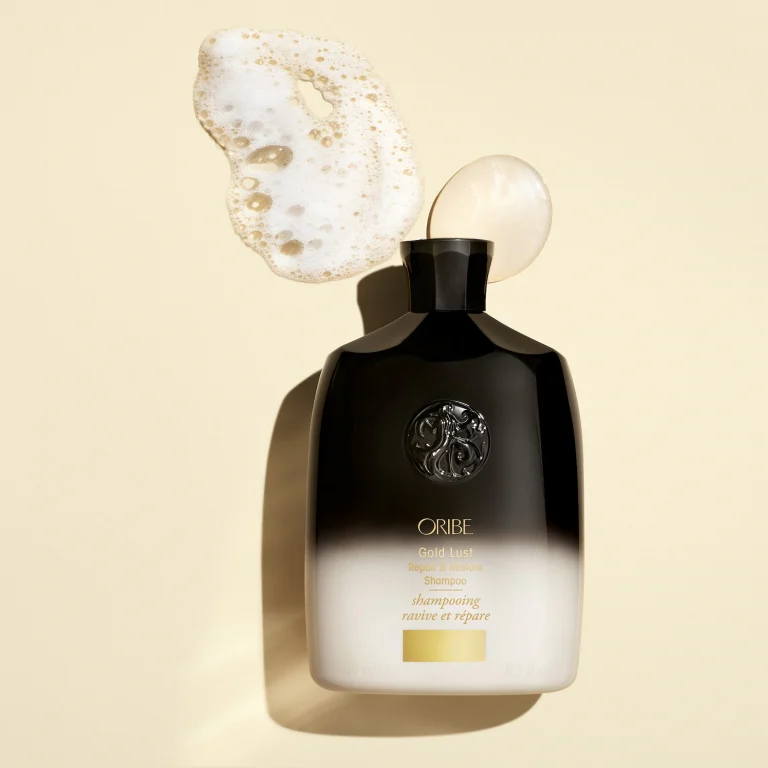 ORIBE
Gold Lust
Repair & Restore
Shampoo
shampooing
ravive et répare